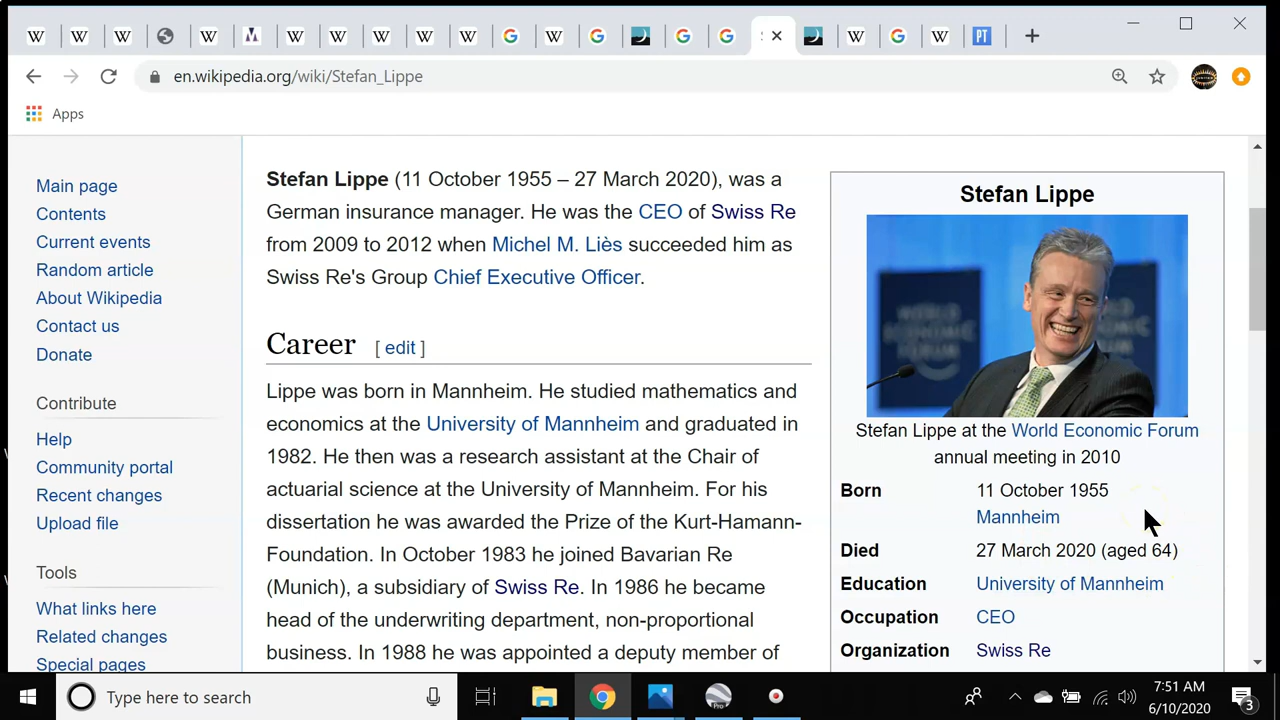 en.wikipedia.org/wiki/Stefan_Lippe
Apps
Main page
Contents
Current events
Random article
About Wikipedia
Contact us
Donate
Contribute
Help
Community portal
Recent changes
Upload file
Tools
What links here
Related changes
Special pages
Stefan Lippe (11 October 1955 – 27 March 2020), was a
German insurance manager. He was the CEO of Swiss Re
from 2009 to 2012 when Michel M. Liès succeeded him as
Swiss Re's Group Chief Executive Officer.
Career [ edit ]
Lippe was born in Mannheim. He studied mathematics and
economics at the University of Mannheim and graduated in
1982. He then was a research assistant at the Chair of
actuarial science at the University of Mannheim. For his
dissertation he was awarded the Prize of the Kurt-Hamann-
Foundation. In October 1983 he joined Bavarian Re
(Munich), a subsidiary of Swiss Re. In 1986 he became
head of the underwriting department, non-proportional
business. In 1988 he was appointed a deputy member of
Stefan Lippe
WORLD
ECONOMIC
FORUM
Stefan Lippe at the World Economic Forum
annual meeting in 2010
Born 11 October 1955
Mannheim
Died 27 March 2020 (aged 64)
Education University of Mannheim
Occupation CEO
Organization Swiss Re
Type here to search
Pro
7:51 AM
6/10/2020
3